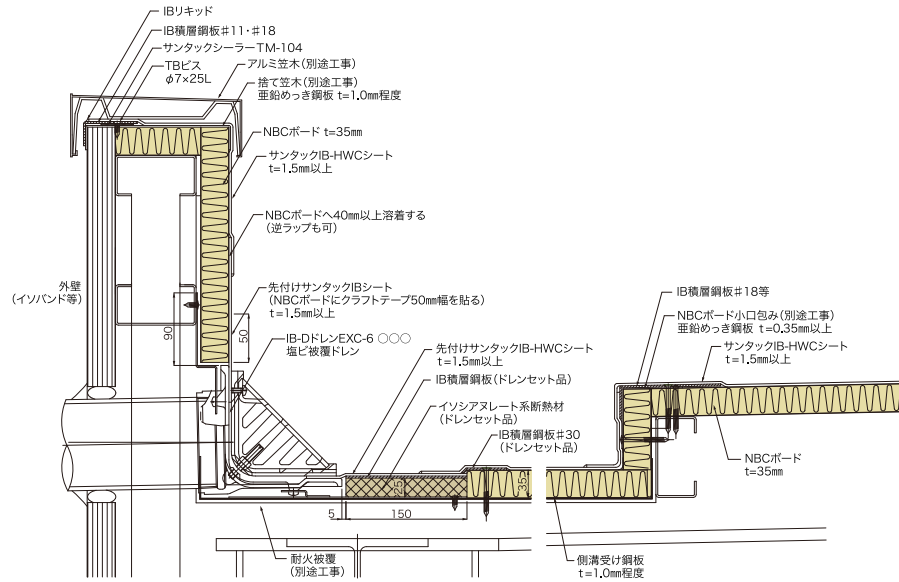 IBリキッド
IB積層鋼板#11・#18
サンタックシーラーTM-104
TBビス
φ7×25L
アルミ笠木(別途工事)
捨て笠木(別途工事)
亜鉛めっき鋼板 t=1.0㎜程度
NBCボード t=35㎜
サンタックIB-HWCシート
t=1.5㎜以上
NBCボードへ40㎜以上溶着する
(逆ラップも可)
外壁
(イソバンド等)
先付けサンタックIBシート
(NBCボードにクラフトテープ50㎜幅を貼る)
t=1.5㎜以上
90
50
IB-DドレンEXC-6 ○○○
塩ビ被覆ドレン
先付けサンタックIB-HWCシート
t=1.5㎜以上
IB積層鋼板(ドレンセット品)
イソシアヌレート系断熱材
(ドレンセット品)
IB積層鋼板#30
(ドレンセット品)
IB積層鋼板#18等
NBCボード小口包み(別途工事)
亜鉛めっき鋼板 t=0.35㎜以上
サンタックIB-HWCシート
t=1.5㎜以上
NBCボード
t=35㎜
25
35
5
150
耐火被覆
(別途工事)
側溝受け鋼板
t=1.0㎜程度